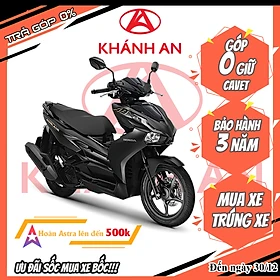 TRẢ GÓP 0%
KHÁNH AN
GÓP
0 GIỮ
CAVET
BẢO HÀNH
3 NĂM
MUA XE
TRÚNG XE
Hoàn Astra lên đến 500k
ƯU ĐÃI SỐC MUA XE BỐC!!!
Đến ngày 30.12